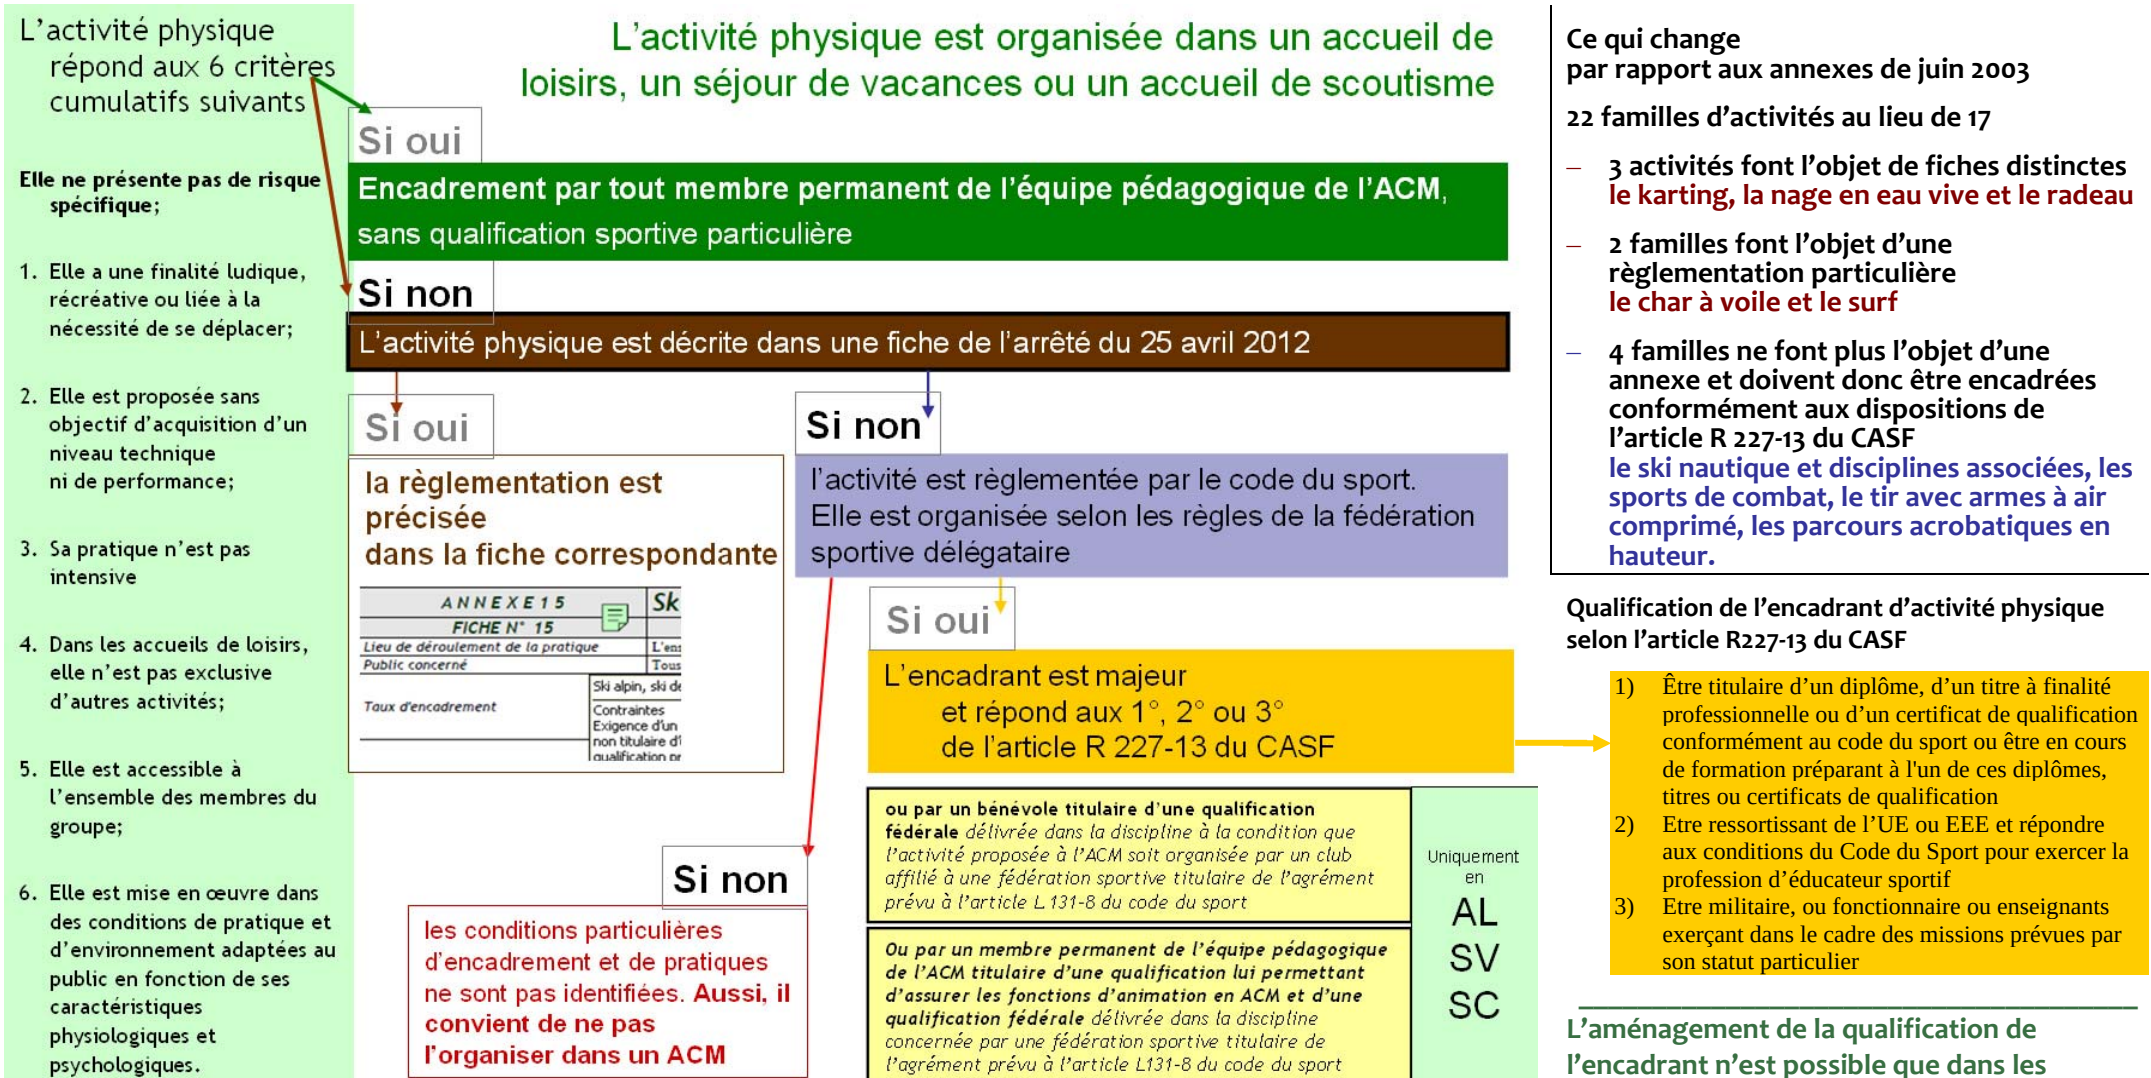 L'activité physique
répond aux 6 critères
cumulatifs suivants
Elle ne présente pas de risque
spécifique;
1. Elle a une finalité ludique,
récréative ou liée à la
nécessité de se déplacer;
2. Elle est proposée sans
objectif d'acquisition d'un
niveau technique
ni de performance;
3. Sa pratique n'est pas
intensive
4. Dans les accueils de loisirs,
elle n'est pas exclusive
d'autres activités;
5. Elle est accessible à
l'ensemble des membres du
groupe;
6. Elle est mise en œuvre dans
des conditions de pratique et
d'environnement adaptées au
public en fonction de ses
caractéristiques
physiologiques et
psychologiques.
L'activité physique est organisée dans un accueil de
loisirs, un séjour de vacances ou un accueil de scoutisme
Si oui
Encadrement par tout membre permanent de l'équipe pédagogique de l'ACM,
sans qualification sportive particulière
Si non
L'activité physique est décrite dans une fiche de l'arrêté du 25 avril 2012
Si oui
la règlementation est
précisée
dans la fiche correspondante
ANNEXE 15
Sk
FICHE N° 15
Lieu de déroulement de la pratique
L'ens
Public concerné
Tous
Taux d'encadrement
Ski alpin, ski de
Contraintes
Exigence d'un
non titulaire d'
qualification pr
Si non
l'activité est règlementée par le code du sport.
Elle est organisée selon les règles de la fédération
sportive délégataire
Si oui
L'encadrant est majeur
et répond aux 1°, 2° ou 3°
de l'article R 227-13 du CASF
ou par un bénévole titulaire d'une qualification
fédérale délivrée dans la discipline à la condition que
l'activité proposée à l'ACM soit organisée par un club
affilié à une fédération sportive titulaire de l'agrément
prévu à l'article L 131-8 du code du sport
Ou par un membre permanent de l'équipe pédagogique
de l'ACM titulaire d'une qualification lui permettant
d'assurer les fonctions d'animation en ACM et d'une
qualification fédérale délivrée dans la discipline
concernée par une fédération sportive titulaire de
l'agrément prévu à l'article L131-8 du code du sport
Uniquement
en
AL
SV
SC
Si non
les conditions particulières
d'encadrement et de pratiques
ne sont pas identifiées. Aussi, il
convient de ne pas
l'organiser dans un ACM
Ce qui change
par rapport aux annexes de juin 2003
22 familles d'activités au lieu de 17
– 3 activités font l'objet de fiches distinctes
le karting, la nage en eau vive et le radeau
– 2 familles font l'objet d'une
règlementation particulière
le char à voile et le surf
– 4 familles ne font plus l'objet d'une
annexe et doivent donc être encadrées
conformément aux dispositions de
l'article R 227-13 du CASF
le ski nautique et disciplines associées, les
sports de combat, le tir avec armes à air
comprimé, les parcours acrobatiques en
hauteur.
Qualification de l'encadrant d'activité physique
selon l'article R227-13 du CASF
1) Être titulaire d'un diplôme, d'un titre à finalité
professionnelle ou d'un certificat de qualification
conformément au code du sport ou être en cours
de formation préparant à l'un de ces diplômes,
titres ou certificats de qualification
2) Etre ressortissant de l'UE ou EEE et répondre
aux conditions du Code du Sport pour exercer la
profession d'éducateur sportif
3) Etre militaire, ou fonctionnaire ou enseignants
exerçant dans le cadre des missions prévues par
son statut particulier
L'aménagement de la qualification de
l'encadrant n'est possible que dans les